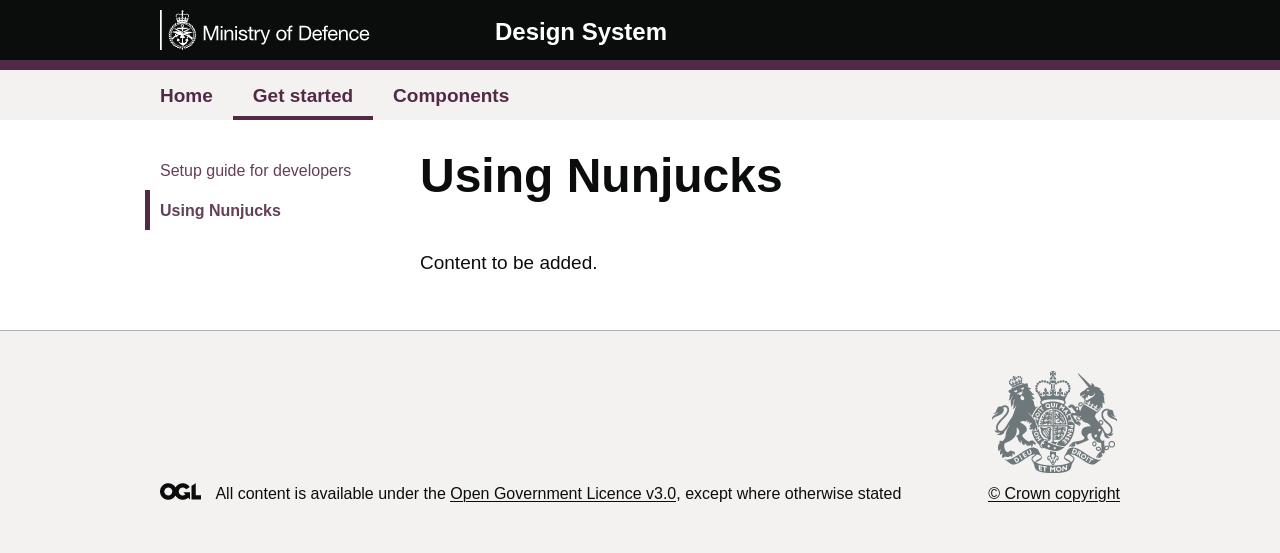 Ministry of Defence
Design System
Home
Get started
Components
Setup guide for developers
Using Nunjucks
Using Nunjucks
Content to be added.
DIEU ET MON DROIT
OGL All content is available under the Open Government Licence v3.0, except where otherwise stated
© Crown copyright